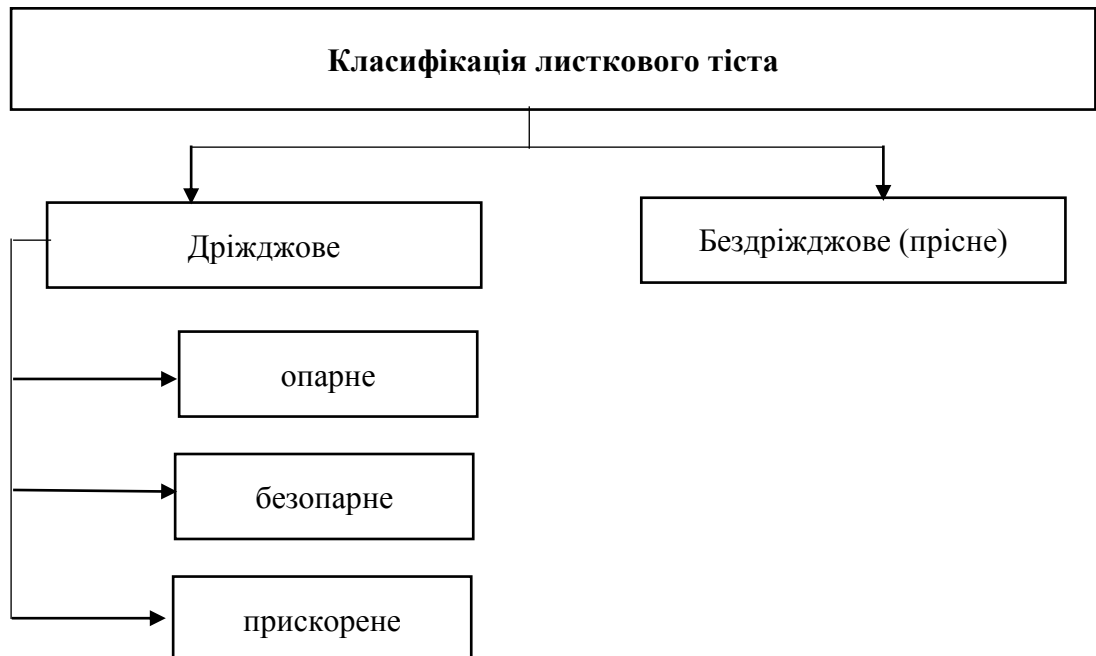 Класифікація листкового тіста
Дріжджове
Бездріжджове (прісне)
опарне
безопарне
прискорене